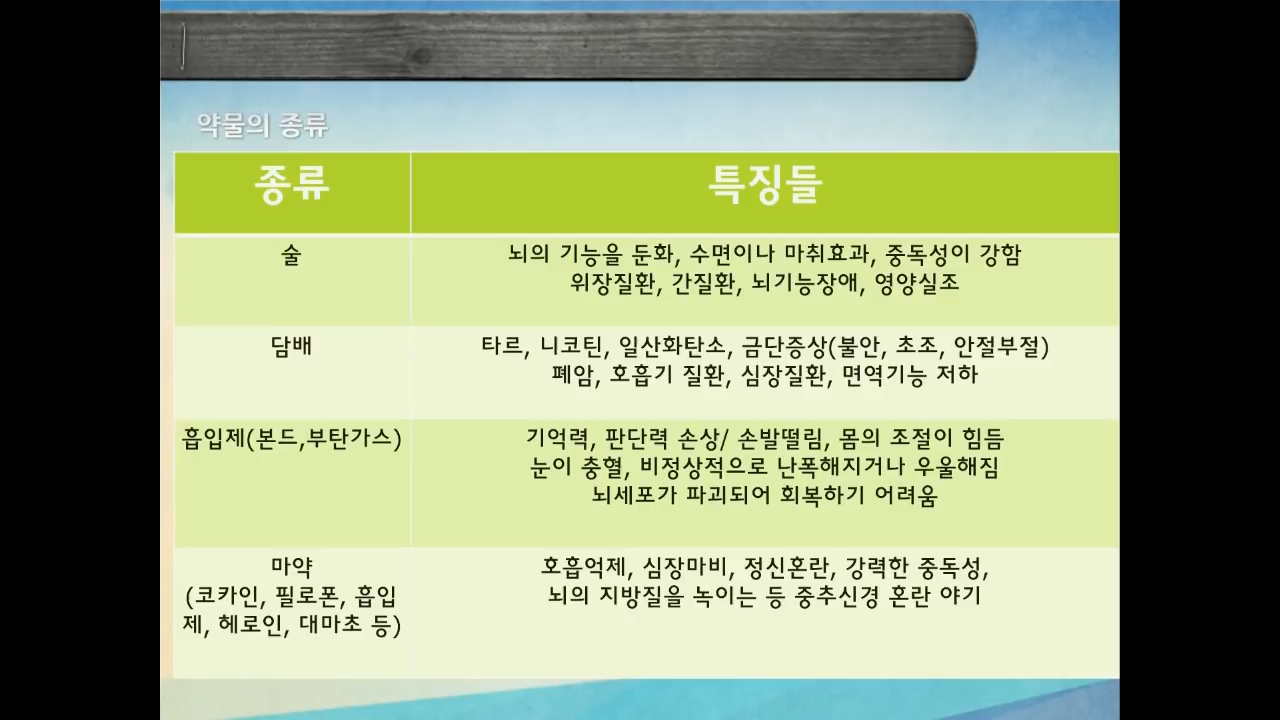 약물의 종류
종류
특징들
술
뇌의 기능을 둔화, 수면이나 마취효과, 중독성이 강함
위장질환, 간질환, 뇌기능장애, 영양실조
담배
타르, 니코틴, 일산화탄소, 금단증상(불안, 초조, 안절부절)
폐암, 호흡기 질환, 심장질환, 면역기능 저하
흡입제(본드,부탄가스)
기억력, 판단력 손상/ 손발떨림, 몸의 조절이 힘듬
눈이 충혈, 비정상적으로 난폭해지거나 우울해짐
뇌세포가 파괴되어 회복하기 어려움
마약
(코카인, 필로폰, 흡입
제, 헤로인, 대마초 등)
호흡억제, 심장마비, 정신혼란, 강력한 중독성,
뇌의 지방질을 녹이는 등 중추신경 혼란 야기